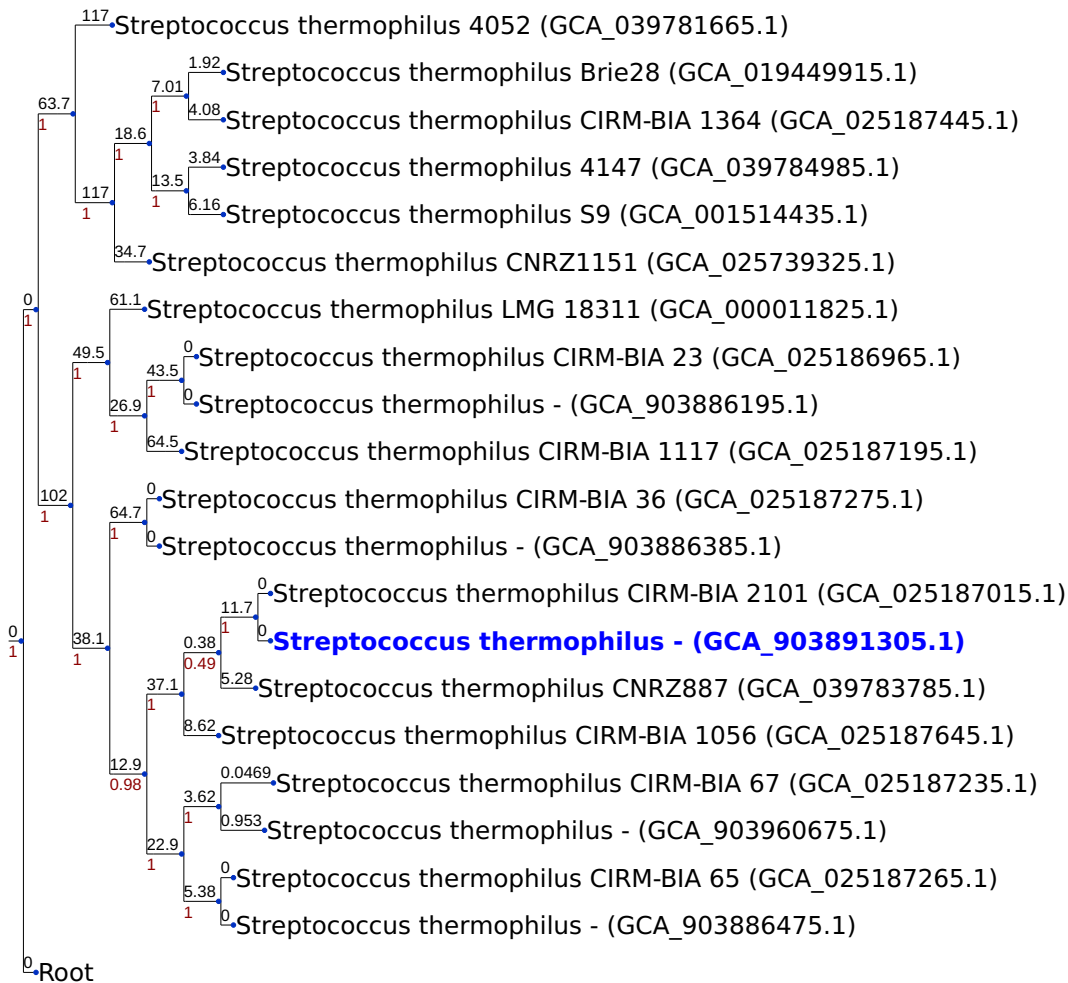 117
Streptococcus thermophilus 4052 (GCA_039781665.1)
1.92
Streptococcus thermophilus Brie28 (GCA_019449915.1)
7.01
1
63.7
1
4.08
Streptococcus thermophilus CIRM-BIA 1364 (GCA_025187445.1)
18.6
1
3.84
Streptococcus thermophilus 4147 (GCA_039784985.1)
13.5
1
117
1
6.16
Streptococcus thermophilus S9 (GCA_001514435.1)
34.7
Streptococcus thermophilus CNRZ1151 (GCA_025739325.1)
0
1
61.1
Streptococcus thermophilus LMG 18311 (GCA_000011825.1)
49.5
1
0
Streptococcus thermophilus CIRM-BIA 23 (GCA_025186965.1)
43.5
1
0
Streptococcus thermophilus - (GCA_903886195.1)
26.9
1
64.5
Streptococcus thermophilus CIRM-BIA 1117 (GCA_025187195.1)
102
1
0
Streptococcus thermophilus CIRM-BIA 36 (GCA_025187275.1)
64.7
1
0
Streptococcus thermophilus - (GCA_903886385.1)
0
Streptococcus thermophilus CIRM-BIA 2101 (GCA_025187015.1)
11.7
1
0
1
38.1
1
0.38
0.49
0
Streptococcus thermophilus - (GCA_903891305.1)
37.1
1
5.28
Streptococcus thermophilus CNRZ887 (GCA_039783785.1)
8.62
Streptococcus thermophilus CIRM-BIA 1056 (GCA_025187645.1)
12.9
0.98
0.0469
Streptococcus thermophilus CIRM-BIA 67 (GCA_025187235.1)
3.62
1
0.953
Streptococcus thermophilus - (GCA_903960675.1)
22.9
1
0
Streptococcus thermophilus CIRM-BIA 65 (GCA_025187265.1)
5.38
1
0
Streptococcus thermophilus - (GCA_903886475.1)
0
Root